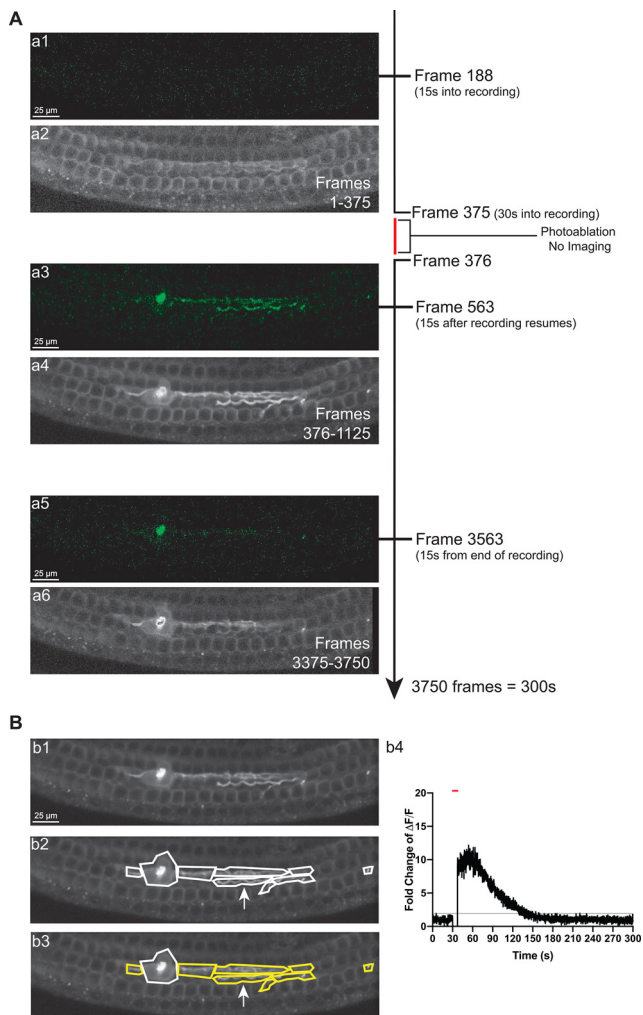 A
a1
25 µm
Frame 188
(15s into recording)
a2
Frames
1-375
Frame 375 (30s into recording)
Photoablation
No Imaging
Frame 376
a3
25 µm
Frame 563
(15s after recording resumes)
a4
Frames
376-1125
a5
25 µm
Frame 3563
(15s from end of recording)
a6
Frames
3375-3750
3750 frames = 300s
B
b1
25 µm
b2
b3
b4
Fold Change of ΔF/F
20
15
10
5
0
0 30 60 90 120 150 180 210 240 270 300
Time (s)